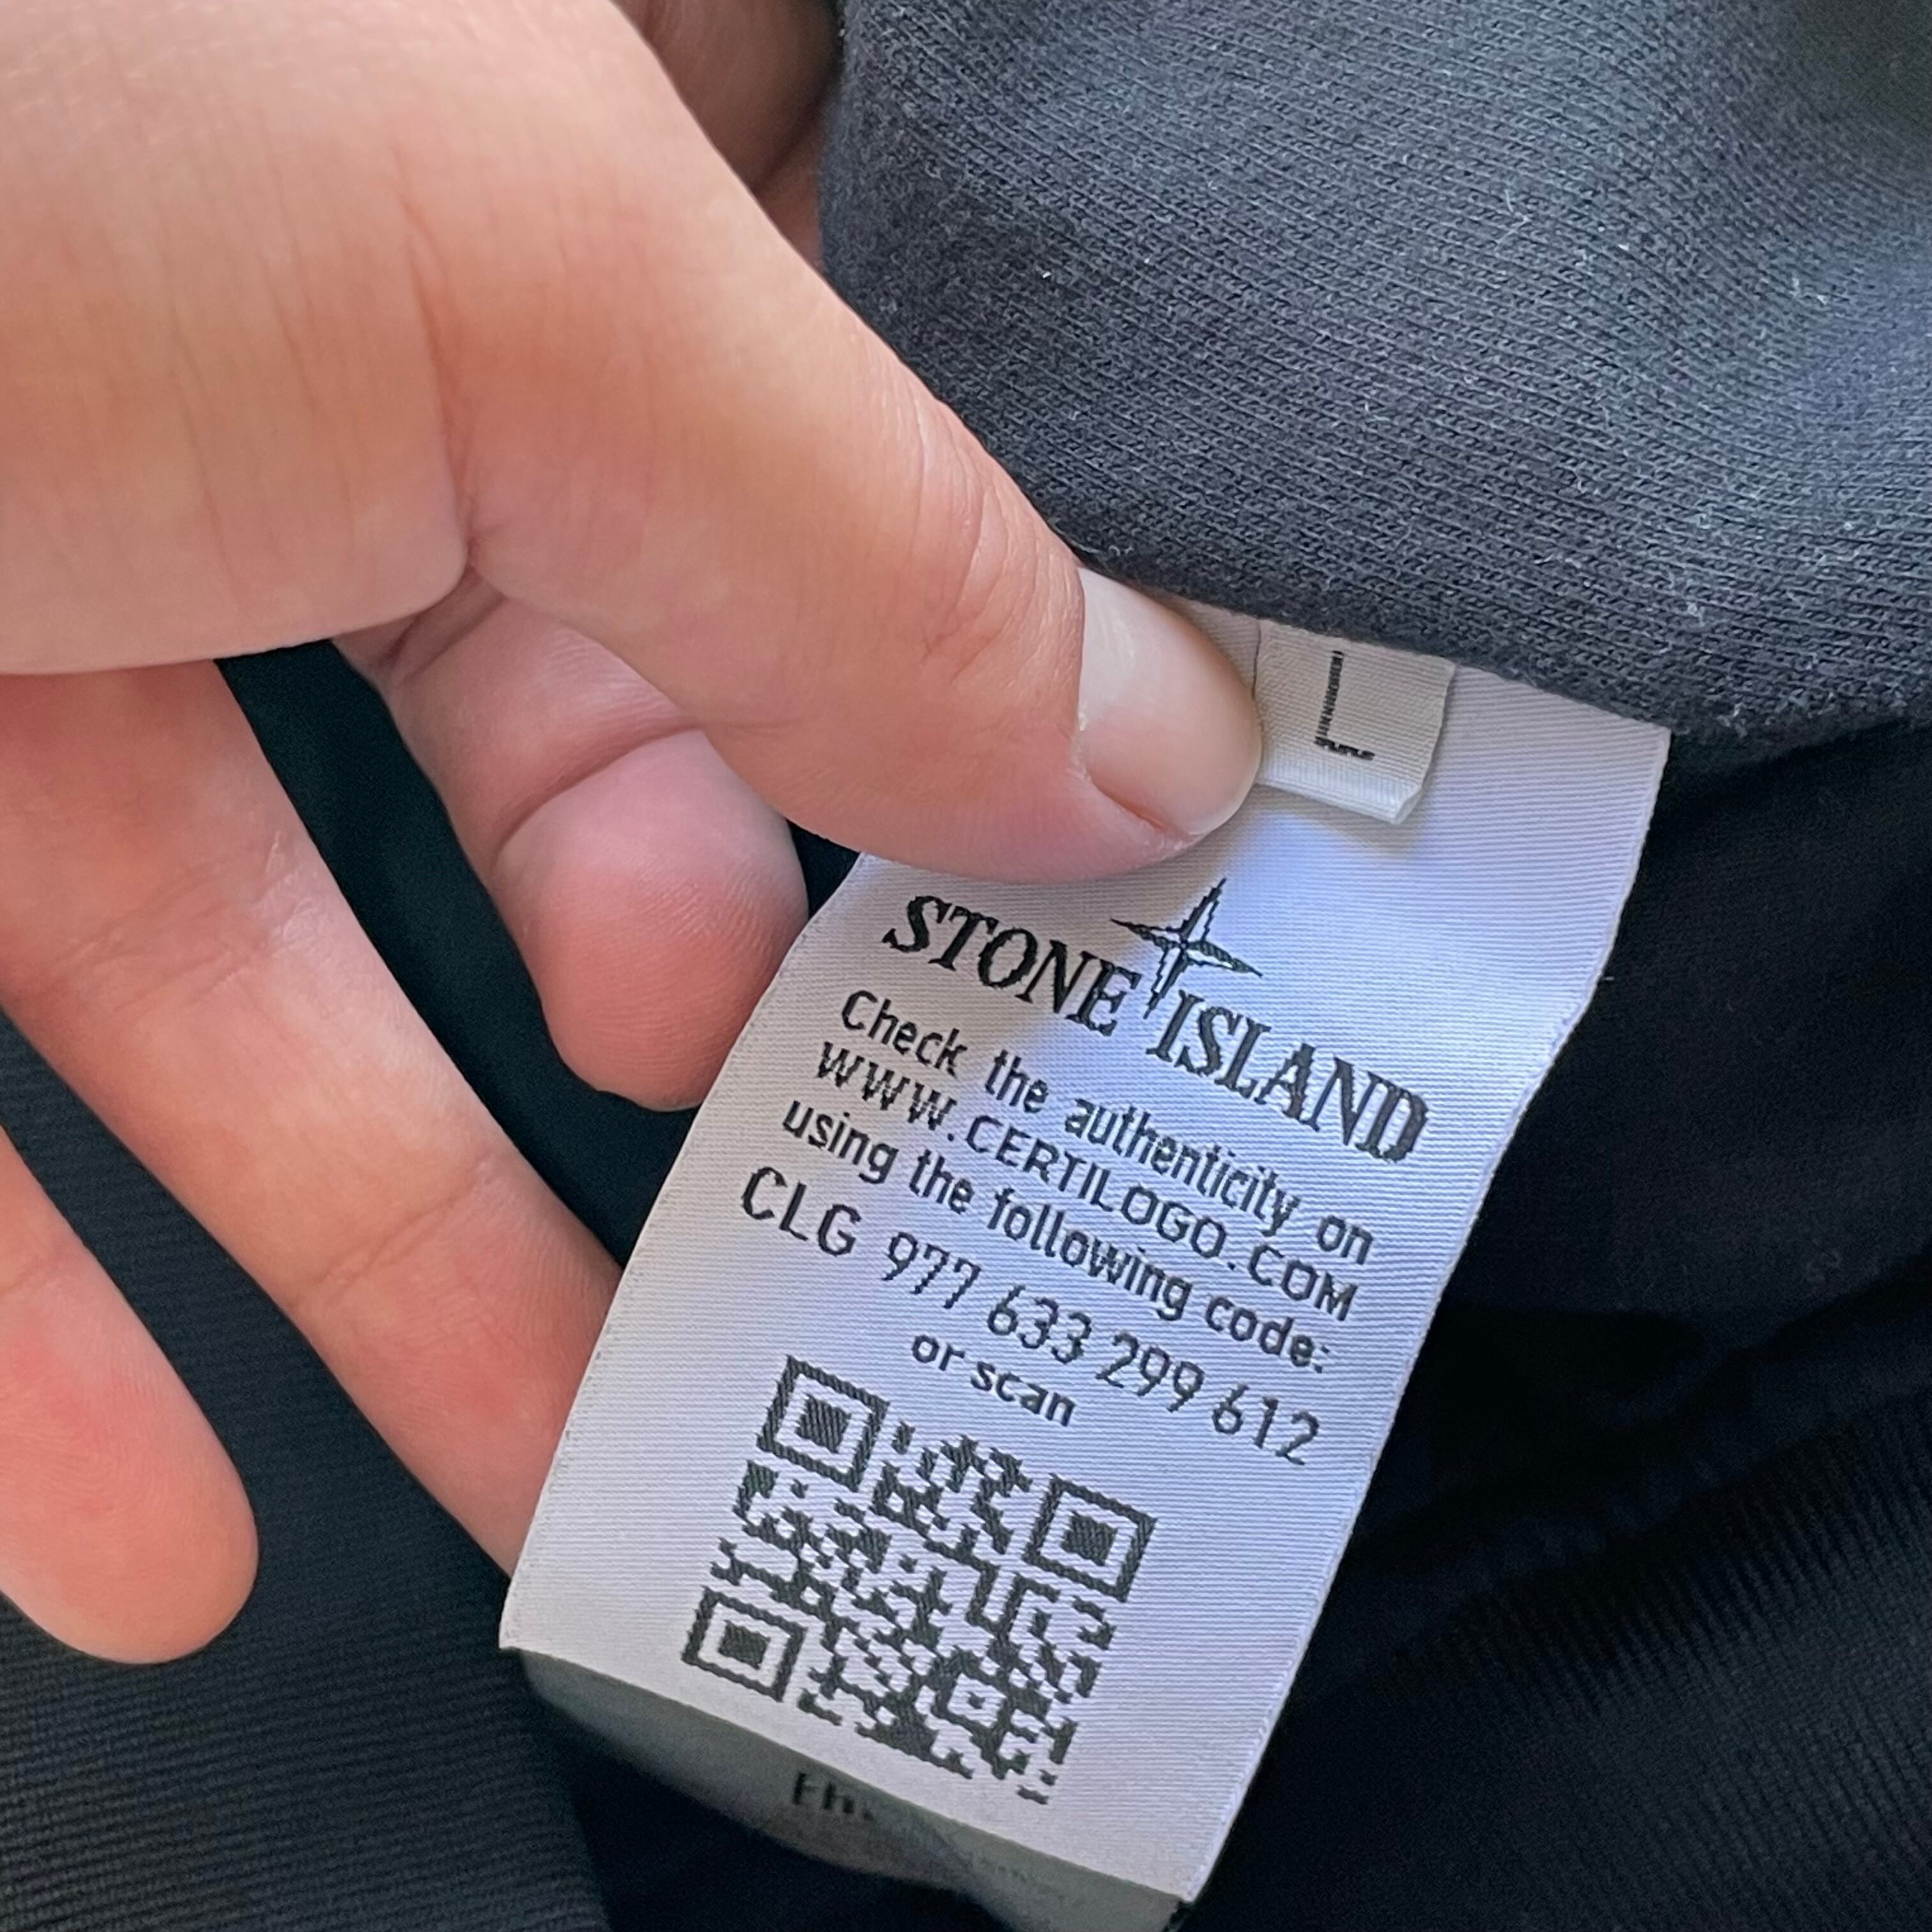 L
STONE ISLAND
Check the authenticity on
WWW.CERTILOGO.COM
using the following code:
CLG 977 633 299 612
or scan